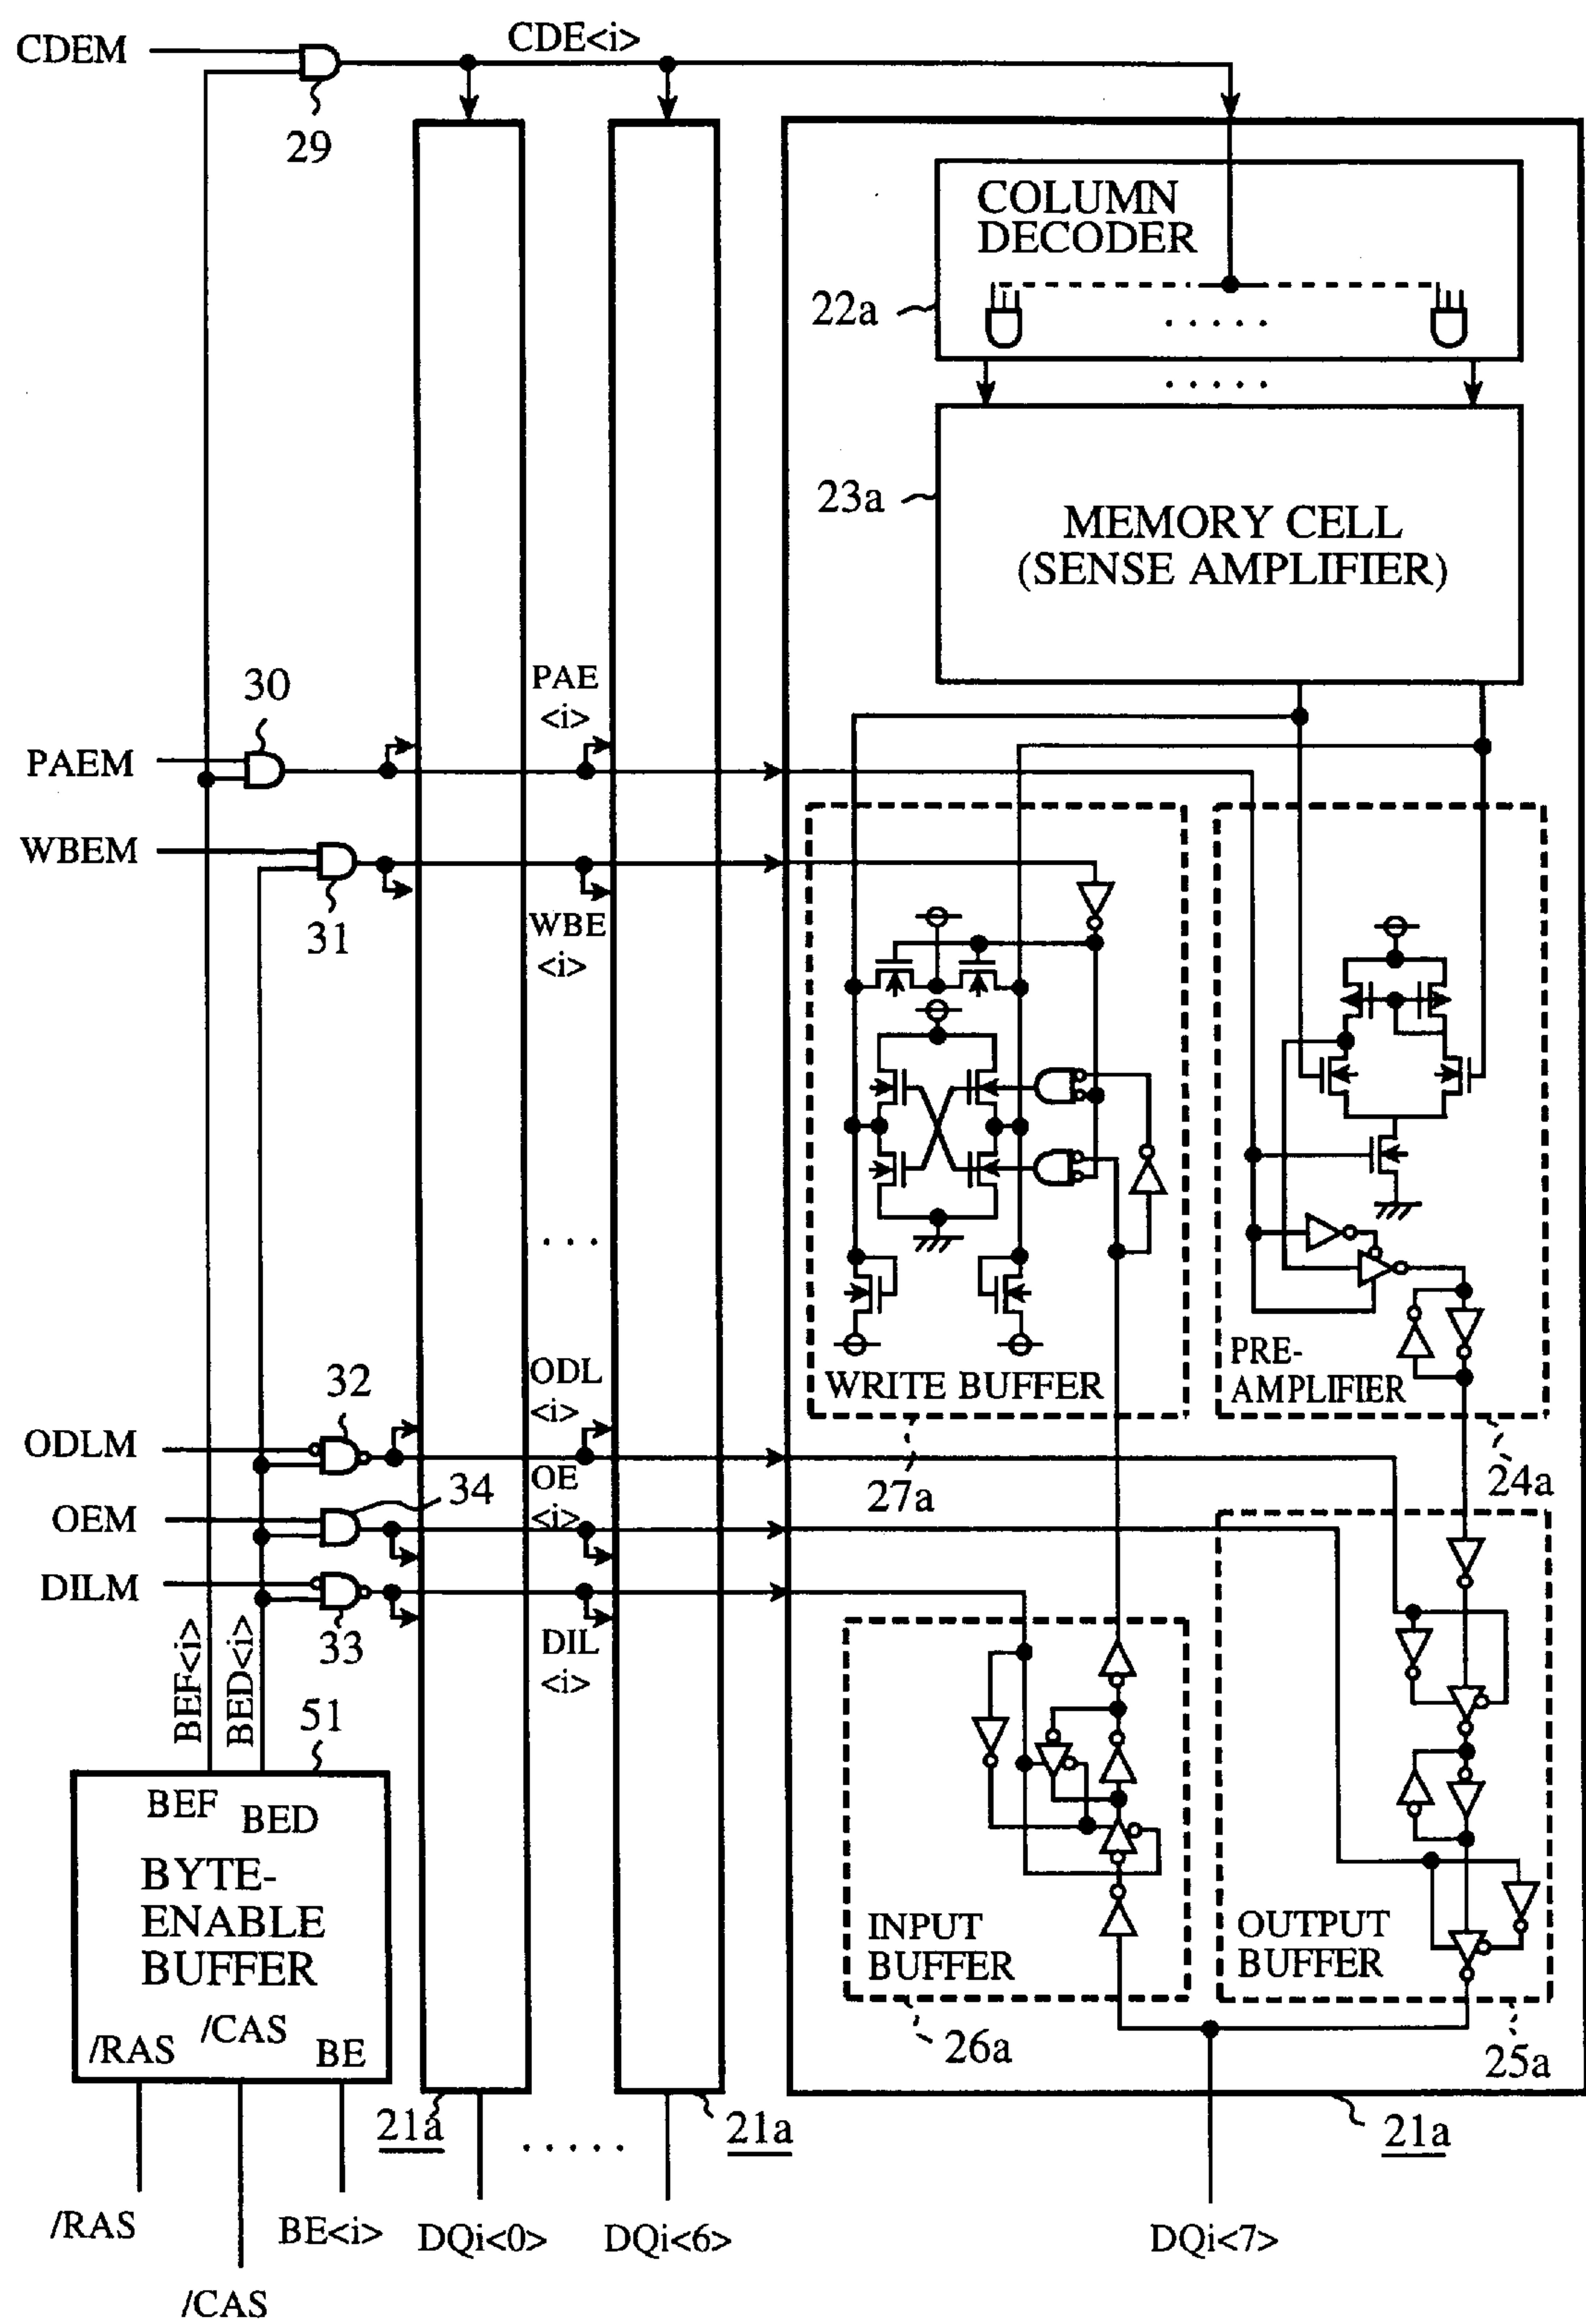 CDEM
CDE<i>
29
COLUMN
DECODER
22a
23a
MEMORY CELL
(SENSE AMPLIFIER)
30
PAE
<i>
PAEM
WBEM
31
WBE
<i>
. . .
WRITE BUFFER
PRE-
AMPLIFIER
32
ODL
<i>
ODLM
27a
24a
34
OE
<i>
OEM
DILM
33
DIL
<i>
BEF<i>
BED<i>
51
BEF
BED
BYTE-
ENABLE
BUFFER
/RAS
/CAS
BE
INPUT
BUFFER
OUTPUT
BUFFER
26a
25a
21a
21a
21a
/RAS
/CAS
BE<i>
DQi<0>
DQi<6>
DQi<7>